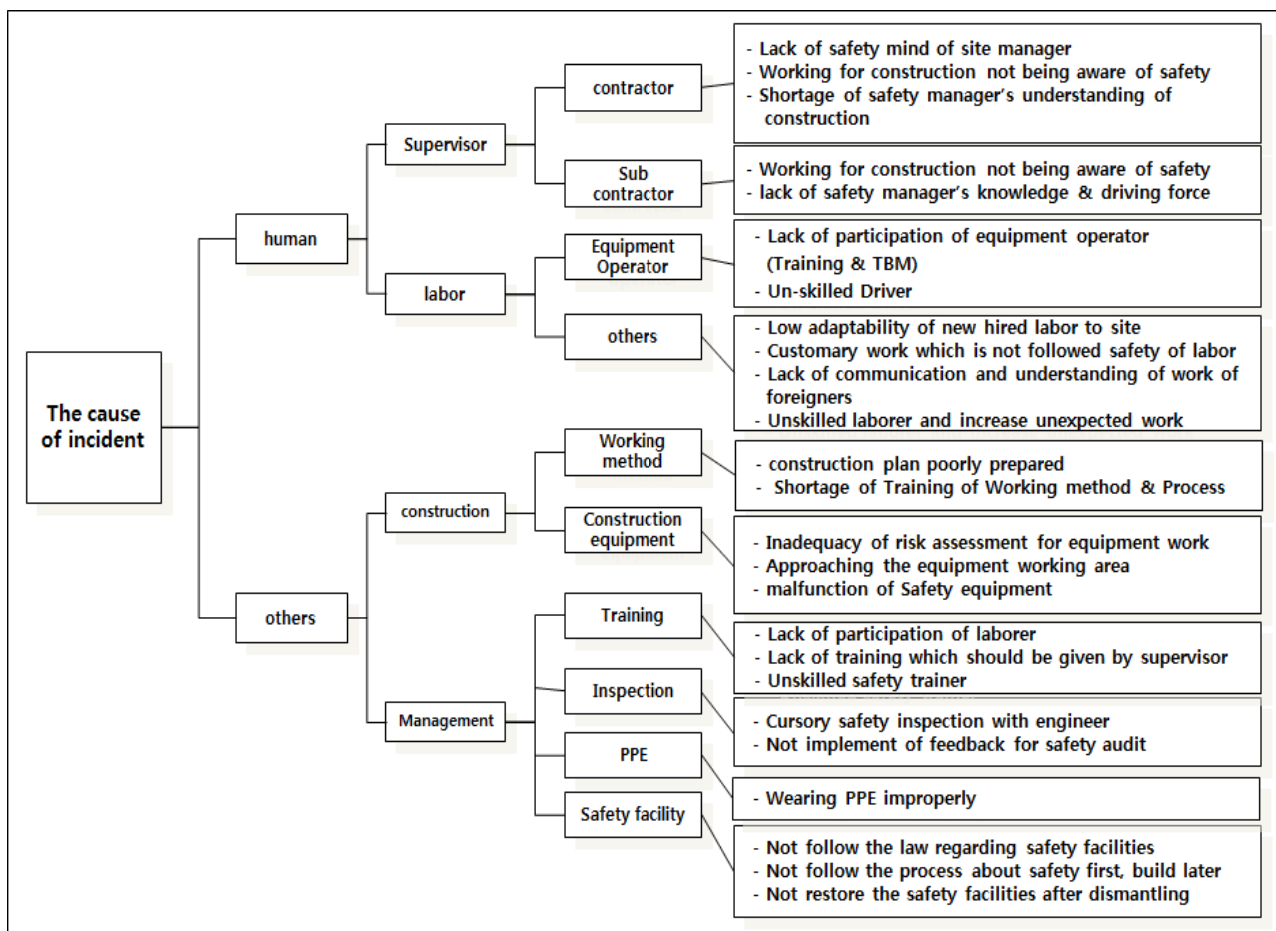 The cause
of incident
human
Supervisor
contractor
- Lack of safety mind of site manager
- Working for construction not being aware of safety
- Shortage of safety manager's understanding of
construction
Sub
contractor
- Working for construction not being aware of safety
- lack of safety manager's knowledge & driving force
labor
Equipment
Operator
- Lack of participation of equipment operator
(Training & TBM)
- Un-skilled Driver
others
- Low adaptability of new hired labor to site
- Customary work which is not followed safety of labor
- Lack of communication and understanding of work of
foreigners
- Unskilled laborer and increase unexpected work
others
construction
Working
method
- construction plan poorly prepared
- Shortage of Training of Working method & Process
Construction
equipment
- Inadequacy of risk assessment for equipment work
- Approaching the equipment working area
- malfunction of Safety equipment
Management
Training
- Lack of participation of laborer
- Lack of training which should be given by supervisor
- Unskilled safety trainer
Inspection
- Cursory safety inspection with engineer
- Not implement of feedback for safety audit
PPE
- Wearing PPE improperly
Safety facility
- Not follow the law regarding safety facilities
- Not follow the process about safety first, build later
- Not restore the safety facilities after dismantling